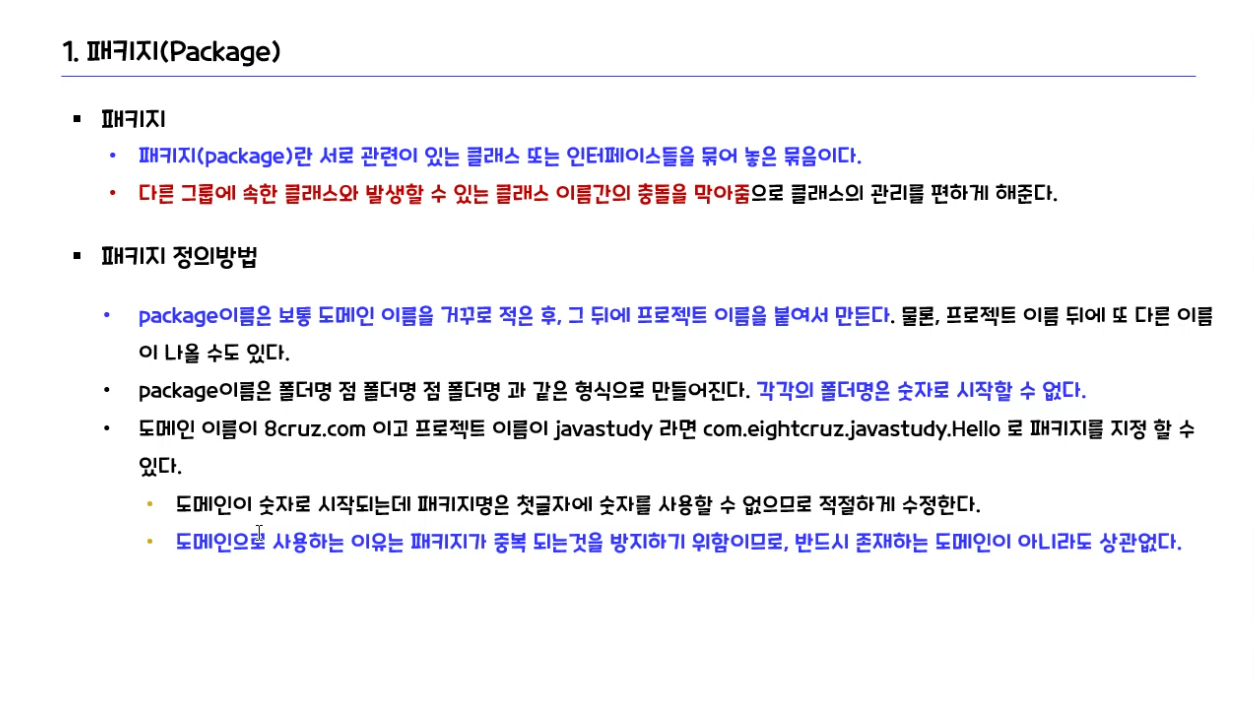 1. 패키지(Package)
▪ 패키지
• 패키지(package)란 서로 관련이 있는 클래스 또는 인터페이스들을 묶어 놓은 묶음이다.
• 다른 그룹에 속한 클래스와 발생할 수 있는 클래스 이름간의 충돌을 막아줌으로 클래스의 관리를 편하게 해준다.
▪ 패키지 정의방법
• package이름은 보통 도메인 이름을 거꾸로 적은 후, 그 뒤에 프로젝트 이름을 붙여서 만든다. 물론, 프로젝트 이름 뒤에 또 다른 이름
이 나올 수도 있다.
• package이름은 폴더명 점 폴더명 점 폴더명 과 같은 형식으로 만들어진다. 각각의 폴더명은 숫자로 시작할 수 없다.
• 도메인 이름이 8cruz.com 이고 프로젝트 이름이 javastudy 라면 com.eightcruz.javastudy.Hello 로 패키지를 지정 할 수
있다.
• 도메인이 숫자로 시작되는데 패키지명은 첫글자에 숫자를 사용할 수 없으므로 적절하게 수정한다.
• 도메인으로 사용하는 이유는 패키지가 중복 되는것을 방지하기 위함이므로, 반드시 존재하는 도메인이 아니라도 상관없다.